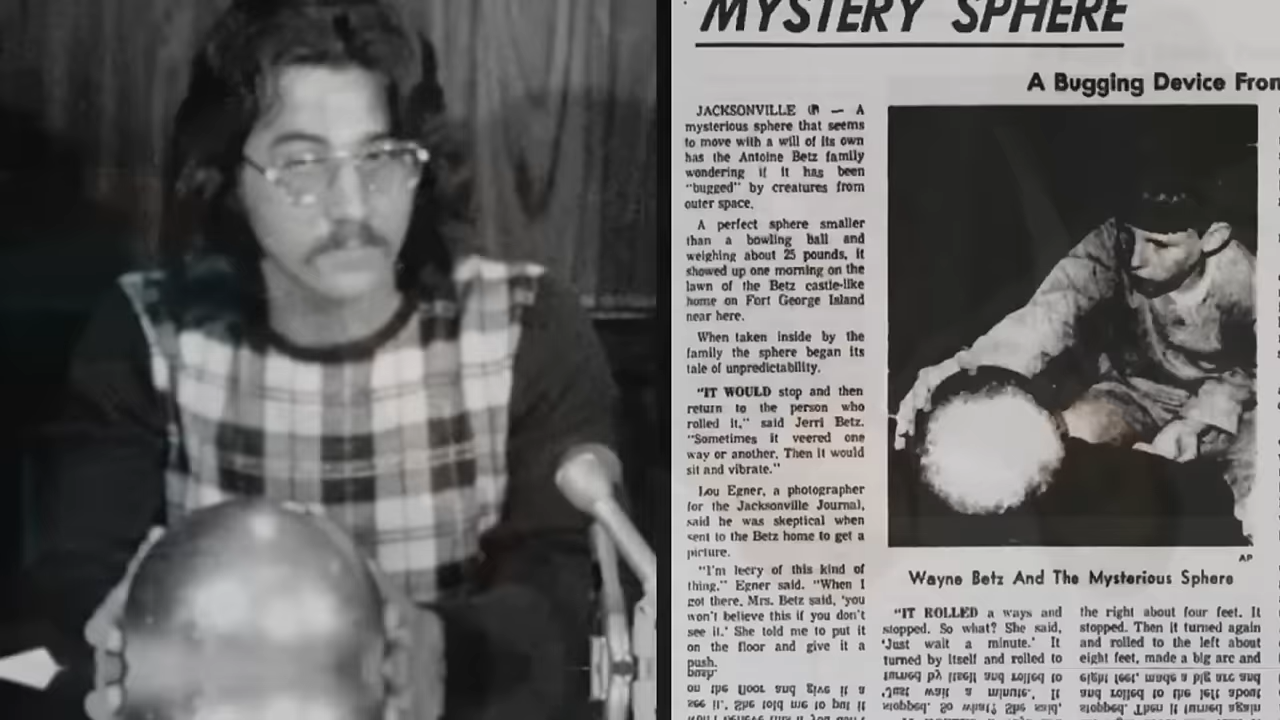 MYSTERY SPHERE
A Bugging Device From
JACKSONVILLE (AP) — A
mysterious sphere that seems
to move with a will of its own
has the Antoine Betz family
wondering if it has been
"bugged" by creatures from
outer space.
A perfect sphere smaller
than a bowling ball and
weighing about 25 pounds, it
showed up one morning on the
lawn of the Betz castle-like
home on Fort George Island
near here.
When taken inside by the
family the sphere began its
tale of unpredictability.
"IT WOULD stop and then
return to the person who
rolled it," said Jerri Betz.
"Sometimes it veered one
way or another. Then it would
sit and vibrate."
Lou Egner, a photographer
for the Jacksonville Journal,
said he was skeptical when
sent to the Betz home to get a
picture.
"I'm leery of this kind of
thing," Egner said. "When I
got there, Mrs. Betz said, 'you
won't believe this if you don't
see it.' She told me to put it
on the floor and give it a
push.
AP
Wayne Betz And The Mysterious Sphere
"IT ROLLED a ways and
stopped. So what? She said,
'Just wait a minute.' It
turned by itself and rolled to
the right about four feet. It
stopped. Then it turned again
and rolled to the left about
eight feet, made a big arc and